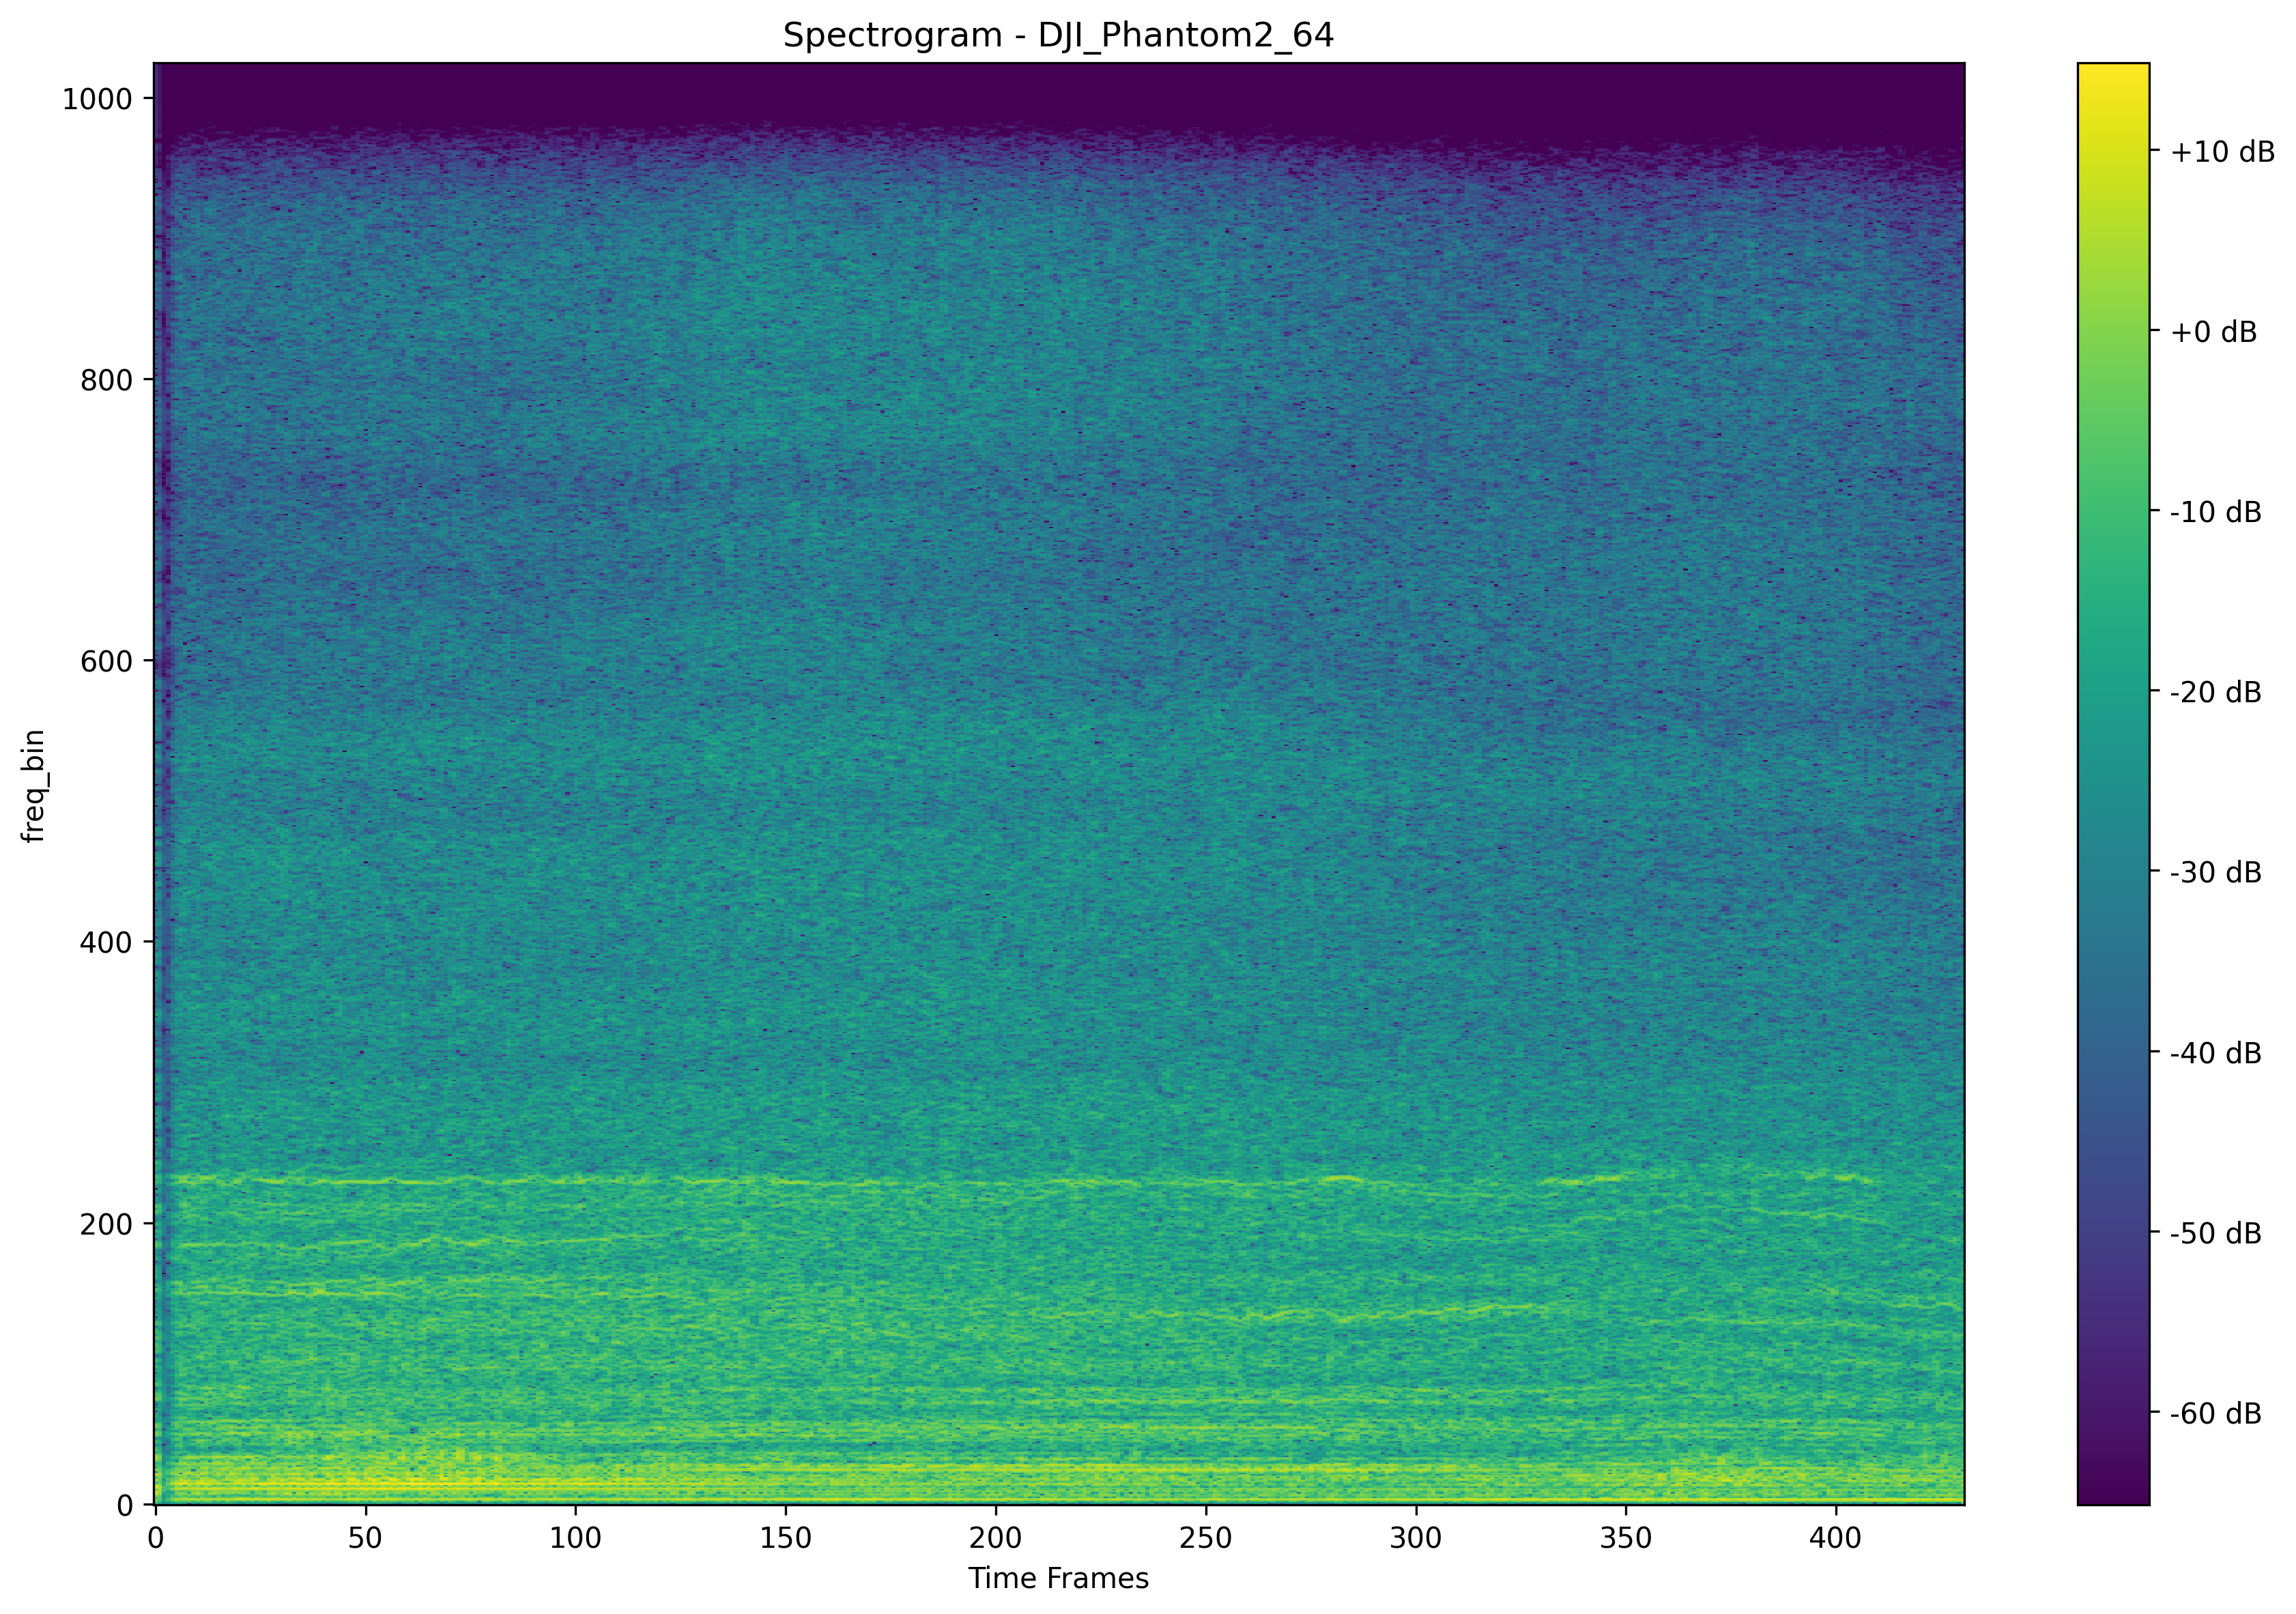 Spectrogram - DJI_Phantom2_64
1000
800
600
400
200
0
freq_bin
0 50 100 150 200 250 300 350 400
Time Frames
+10 dB
+0 dB
-10 dB
-20 dB
-30 dB
-40 dB
-50 dB
-60 dB